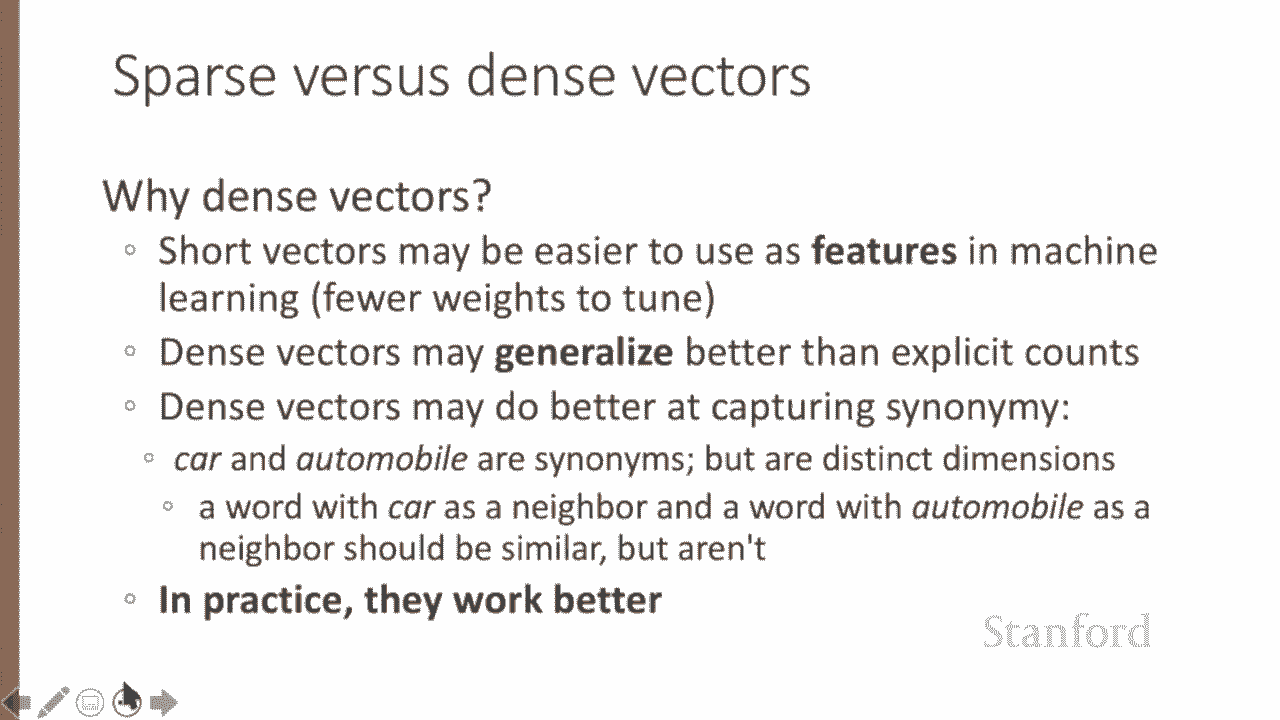 Sparse versus dense vectors
Why dense vectors?
◦ Short vectors may be easier to use as features in machine
learning (fewer weights to tune)
◦ Dense vectors may generalize better than explicit counts
◦ Dense vectors may do better at capturing synonymy:
◦ car and automobile are synonyms; but are distinct dimensions
◦ a word with car as a neighbor and a word with automobile as a
neighbor should be similar, but aren't
◦ In practice, they work better
Stanford